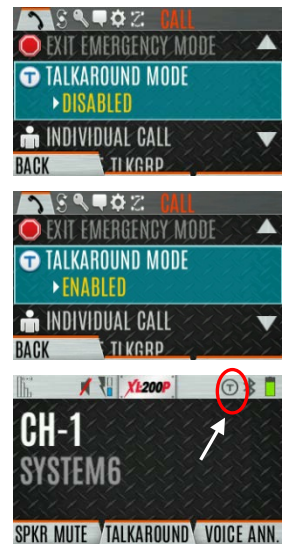 CALL
EXIT EMERGENCY MODE
T TALKAROUND MODE
DISABLED
INDIVIDUAL CALL
BACK TLKGRP
CALL
EXIT EMERGENCY MODE
T TALKAROUND MODE
ENABLED
INDIVIDUAL CALL
BACK TLKGRP
XL200P T
CH-1
SYSTEM6
SPKR MUTE TALKAROUND VOICE ANN.